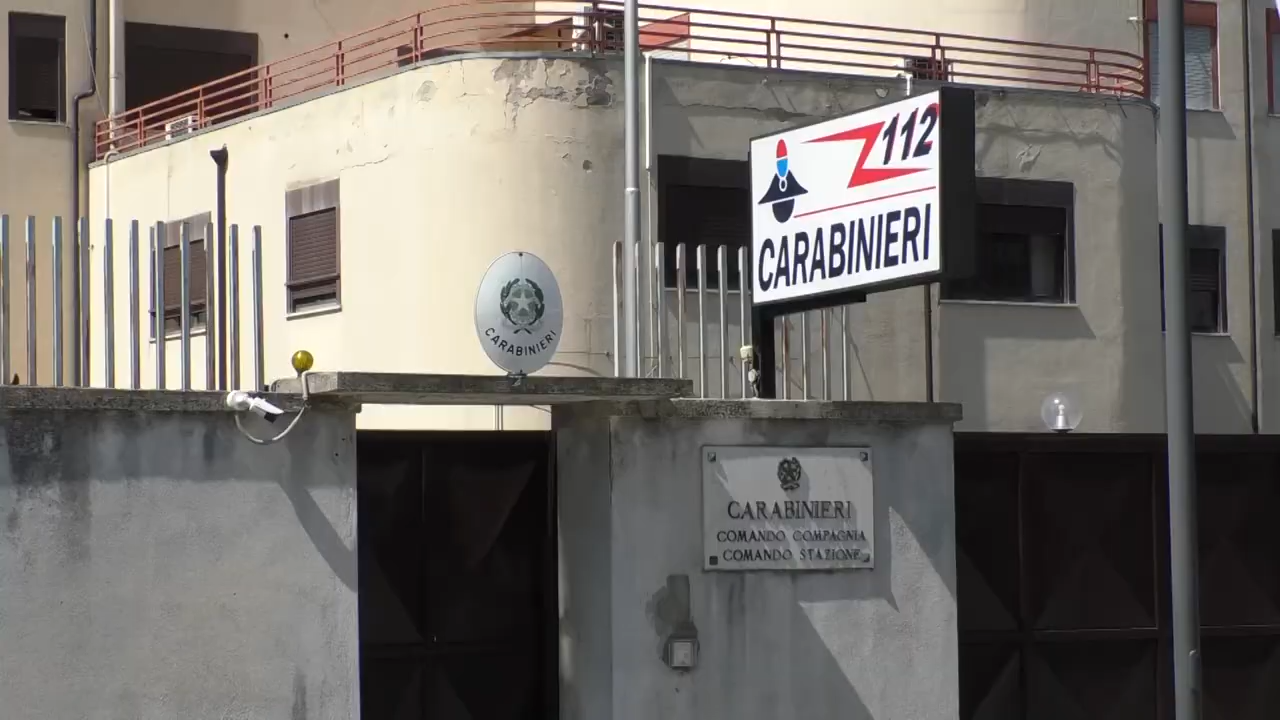 112
CARABINIERI
CARABINIERI
CARABINIERI
COMANDO COMPAGNIA
COMANDO STAZIONE